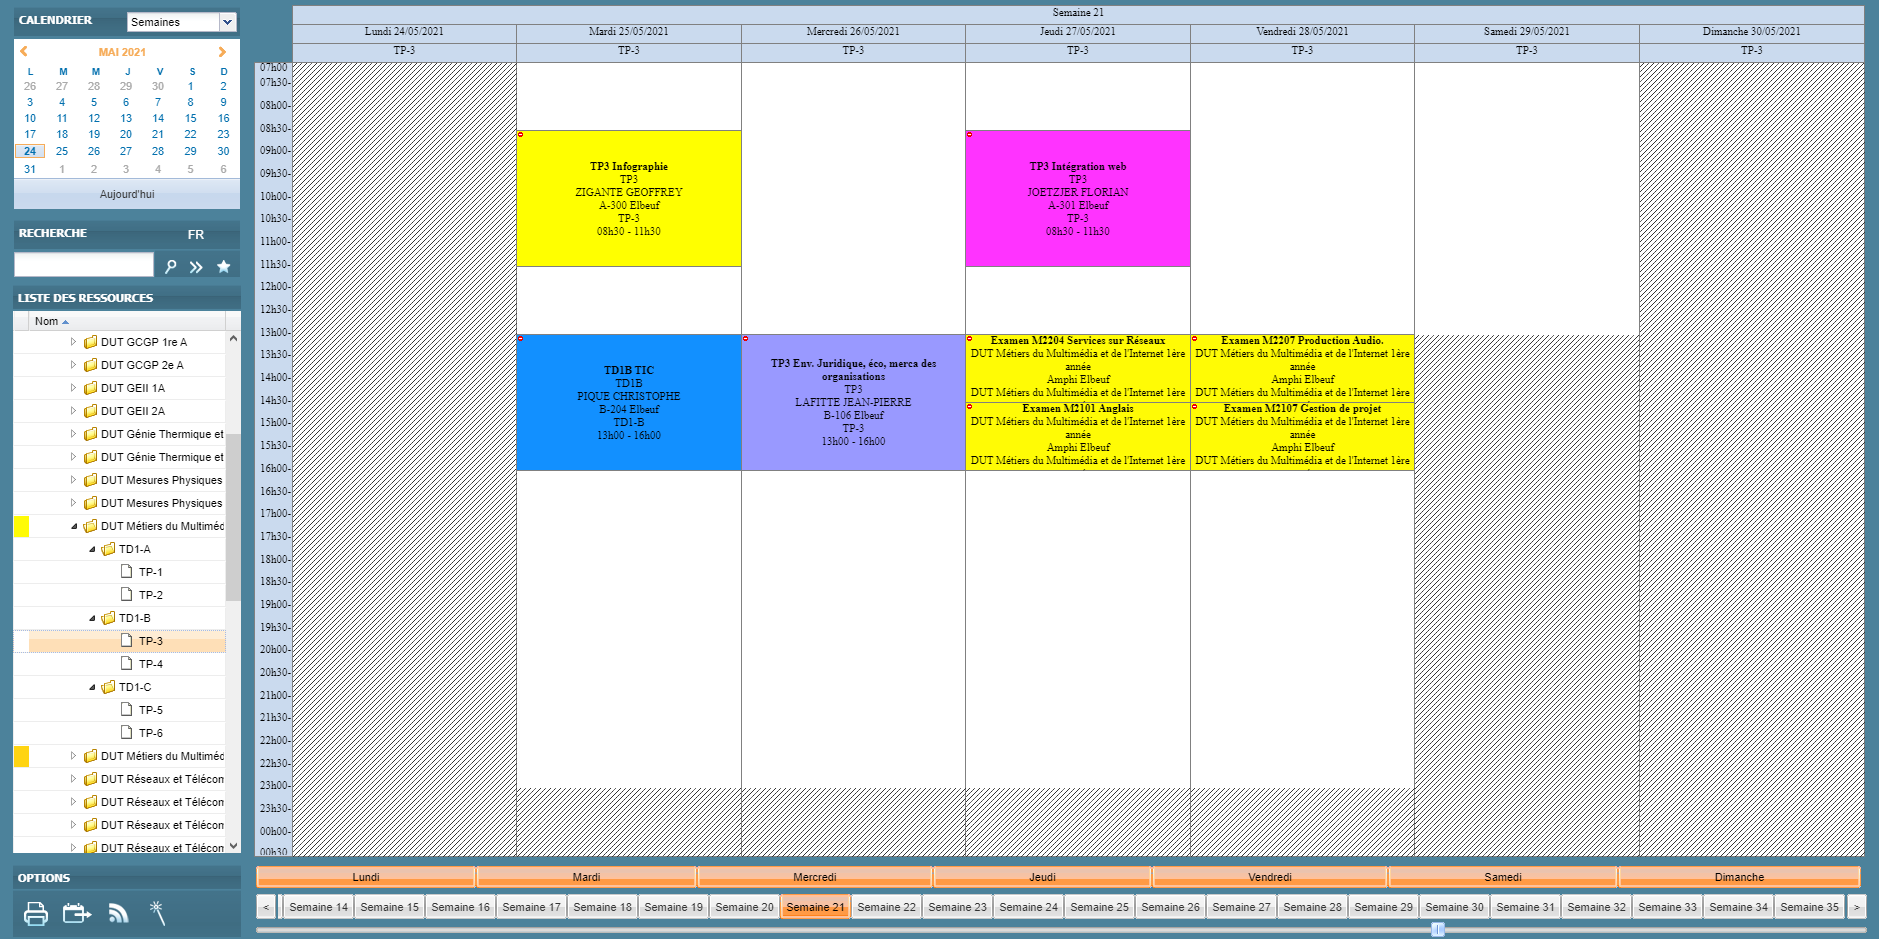 CALENDRIER
Semaines
MAI 2021
L M M J V S D
26 27 28 29 30 1 2
3 4 5 6 7 8 9
10 11 12 13 14 15 16
17 18 19 20 21 22 23
24 25 26 27 28 29 30
31 1 2 3 4 5 6
Aujourd'hui
RECHERCHE FR
LISTE DES RESSOURCES
Nom
DUT GCGP 1re A
DUT GCGP 2e A
DUT GEII 1A
DUT GEII 2A
DUT Génie Thermique et
DUT Génie Thermique et
DUT Mesures Physiques
DUT Mesures Physiques
DUT Métiers du Multiméd
TD1-A
TP-1
TP-2
TD1-B
TP-3
TP-4
TD1-C
TP-5
TP-6
DUT Métiers du Multiméd
DUT Réseaux et Télécom
DUT Réseaux et Télécom
DUT Réseaux et Télécom
DUT Réseaux et Télécom
OPTIONS
Semaine 21
Lundi 24/05/2021 Mardi 25/05/2021 Mercredi 26/05/2021 Jeudi 27/05/2021 Vendredi 28/05/2021 Samedi 29/05/2021 Dimanche 30/05/2021
TP-3 TP-3 TP-3 TP-3 TP-3 TP-3 TP-3
07h00
07h30-
08h00-
08h30-
09h00-
09h30-
10h00-
10h30-
11h00-
11h30-
12h00-
12h30-
13h00-
13h30-
14h00-
14h30-
15h00-
15h30-
16h00-
16h30-
17h00-
17h30-
18h00-
18h30-
19h00-
19h30-
20h00-
20h30-
21h00-
21h30-
22h00-
22h30-
23h00-
23h30-
00h00-
00h30
TP3 Infographie
TP3
ZIGANTE GEOFFREY
A-300 Elbeuf
TP-3
08h30 - 11h30
TD1B TIC
TD1B
PIQUE CHRISTOPHE
B-204 Elbeuf
TD1-B
13h00 - 16h00
TP3 Env. Juridique, éco, merca des
organisations
TP3
LAFITTE JEAN-PIERRE
B-106 Elbeuf
TP-3
13h00 - 16h00
TP3 Intégration web
TP3
JOETZJER FLORIAN
A-301 Elbeuf
TP-3
08h30 - 11h30
Examen M2204 Services sur Réseaux
DUT Métiers du Multimédia et de l'Internet 1ère
année
Amphi Elbeuf
DUT Métiers du Multimédia et de l'Internet 1ère
Examen M2101 Anglais
DUT Métiers du Multimédia et de l'Internet 1ère
année
Amphi Elbeuf
DUT Métiers du Multimédia et de l'Internet 1ère
Examen M2207 Production Audio.
DUT Métiers du Multimédia et de l'Internet 1ère
année
Amphi Elbeuf
DUT Métiers du Multimédia et de l'Internet 1ère
Examen M2107 Gestion de projet
DUT Métiers du Multimédia et de l'Internet 1ère
année
Amphi Elbeuf
DUT Métiers du Multimédia et de l'Internet 1ère
Lundi Mardi Mercredi Jeudi Vendredi Samedi Dimanche
< Semaine 14 Semaine 15 Semaine 16 Semaine 17 Semaine 18 Semaine 19 Semaine 20 Semaine 21 Semaine 22 Semaine 23 Semaine 24 Semaine 25 Semaine 26 Semaine 27 Semaine 28 Semaine 29 Semaine 30 Semaine 31 Semaine 32 Semaine 33 Semaine 34 Semaine 35 >